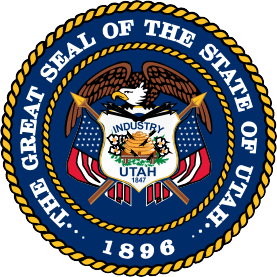 THE GREAT SEAL OF THE STATE OF UTAH
INDUSTRY
UTAH
1847
1896